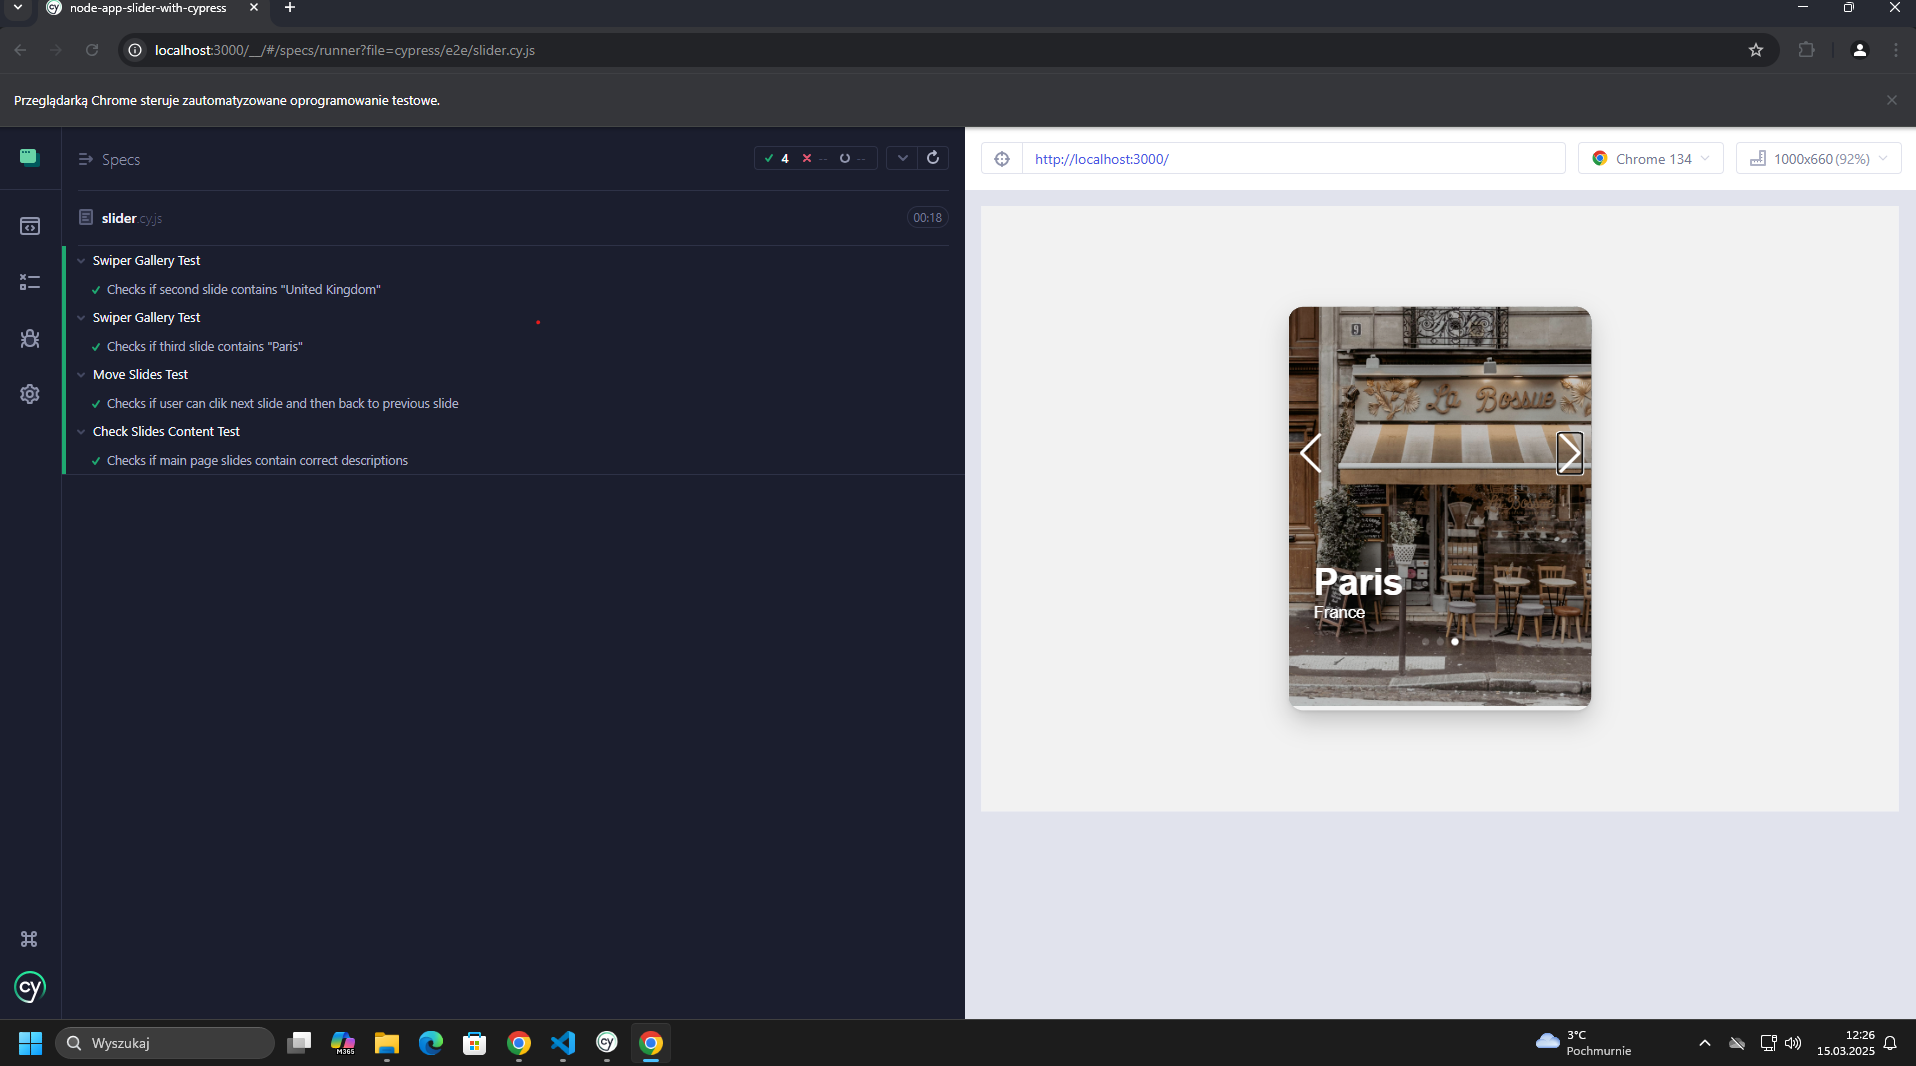 node-app-slider-with-cypress
localhost:3000/__/#/specs/runner?file=cypress/e2e/slider.cy.js
Przeglądarką Chrome steruje zautomatyzowane oprogramowanie testowe.
Specs
4 -- --
slider.cy.js
00:18
Swiper Gallery Test
Checks if second slide contains "United Kingdom"
Swiper Gallery Test
Checks if third slide contains "Paris"
Move Slides Test
Checks if user can clik next slide and then back to previous slide
Check Slides Content Test
Checks if main page slides contain correct descriptions
cy
http://localhost:3000/
Chrome 134
1000x660 (92%)
9
La Bossue
Paris
France
Wyszukaj
M365
3°C
Pochmurnie
12:26
15.03.2025